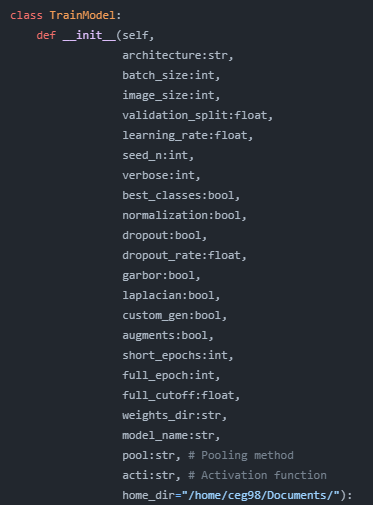 class TrainModel:
    def __init__(self,
                 architecture:str,
                 batch_size:int,
                 image_size:int,
                 validation_split:float,
                 learning_rate:float,
                 seed_n:int,
                 verbose:int,
                 best_classes:bool,
                 normalization:bool,
                 dropout:bool,
                 dropout_rate:float,
                 garbor:bool,
                 laplacian:bool,
                 custom_gen:bool,
                 augments:bool,
                 short_epochs:int,
                 full_epoch:int,
                 full_cutoff:float,
                 weights_dir:str,
                 model_name:str,
                 pool:str, # Pooling method
                 acti:str, # Activation function
                 home_dir="/home/ceg98/Documents/"):